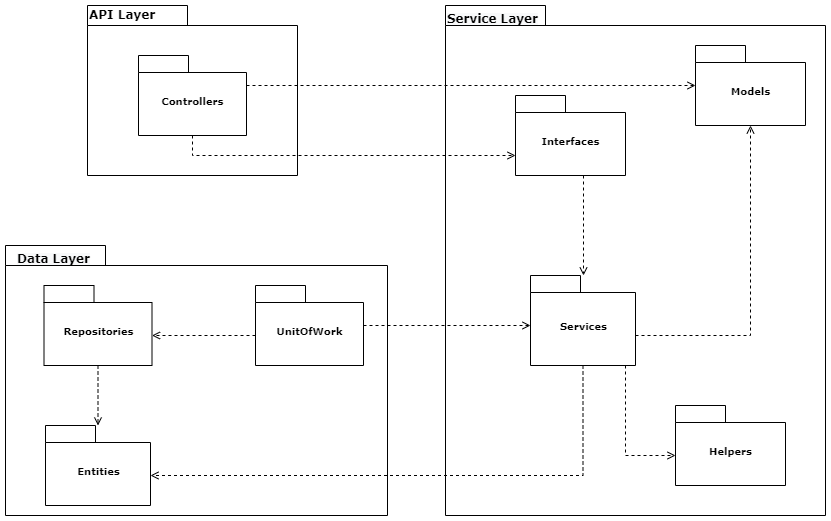 API Layer
Controllers
Service Layer
Models
Interfaces
Services
Helpers
Data Layer
Repositories
UnitOfWork
Entities